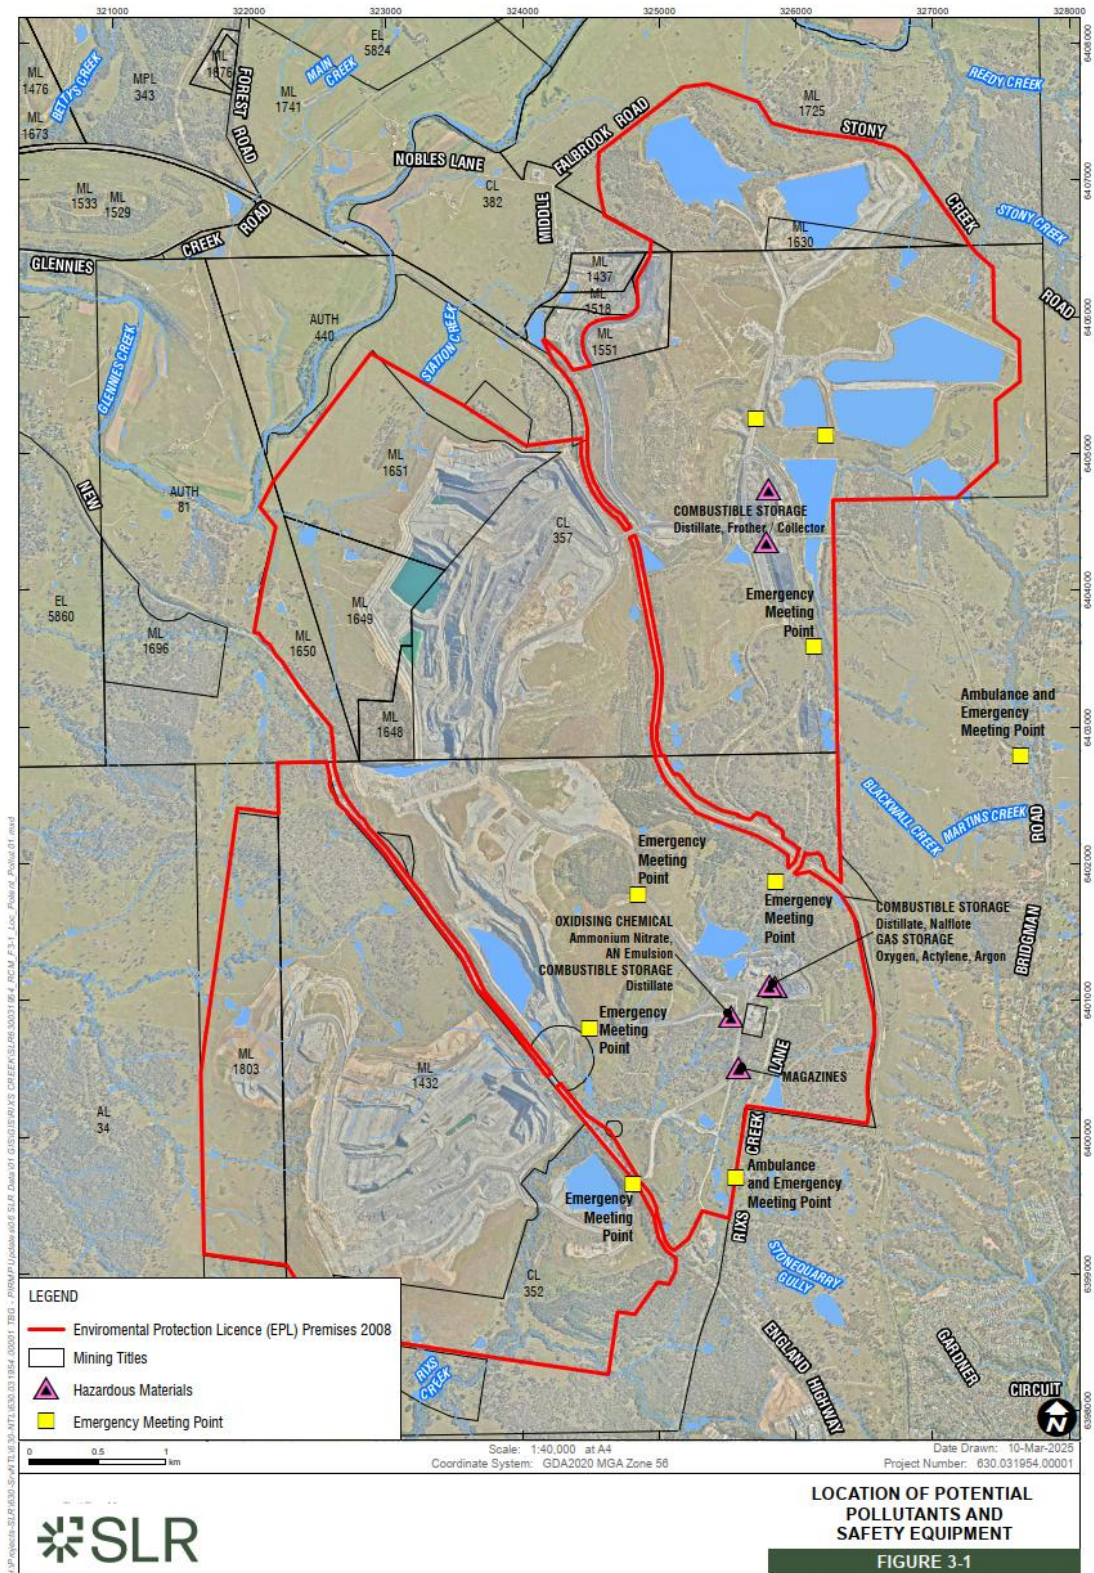 321000
322000
323000
324000
325000
326000
327000
328000
6408000
6407000
6406000
6405000
6404000
6403000
6402000
6401000
6400000
6399000
6398000
ML
1476
BETTYS CREEK
MPL
343
ML
1673
ML
1676
FOREST ROAD
ML
1741
MAIN
CREEK
EL
5824
NOBLES LANE
FALBROOK ROAD
MIDDLE
CL
382
ML
1725
STONY
CREEK
ROAD
REEDY CREEK
STONY CREEK
ML
1533
ML
1529
GLENNIES
CREEK
ROAD
ML
1630
ML
1437
ML
1518
ML
1551
AUTH
440
STATION CREEK
GLENNIES CREEK
ML
1651
NEW
AUTH
81
CL
357
COMBUSTIBLE STORAGE
Distillate, Frother / Collector
Emergency
Meeting
Point
EL
5860
ML
1696
ML
1650
ML
1649
ML
1648
Ambulance and
Emergency
Meeting Point
BLACKWALL CREEK
MARTINS CREEK
ROAD
BRIDGMAN
Emergency
Meeting
Point
Emergency
Meeting
Point
COMBUSTIBLE STORAGE
Distillate, Nalflote
GAS STORAGE
Oxygen, Actylene, Argon
OXIDISING CHEMICAL
Ammonium Nitrate,
AN Emulsion
COMBUSTIBLE STORAGE
Distillate
Emergency
Meeting
Point
ML
1803
ML
1432
LANE
MAGAZINES
AL
34
CREEK
RIXS
Ambulance
and Emergency
Meeting Point
Emergency
Meeting
Point
STONEQUARRY
GULLY
CL
352
RIXS
CREEK
ENGLAND HIGHWAY
GARDNER
CIRCUIT
N
LEGEND
Enviromental Protection Licence (EPL) Premises 2008
Mining Titles
Hazardous Materials
Emergency Meeting Point
0 0.5 1
km
Scale: 1:40,000 at A4
Coordinate System: GDA2020 MGA Zone 56
Date Drawn: 10-Mar-2025
Project Number: 630.031954.00001
SLR
LOCATION OF POTENTIAL
POLLUTANTS AND
SAFETY EQUIPMENT
FIGURE 3-1